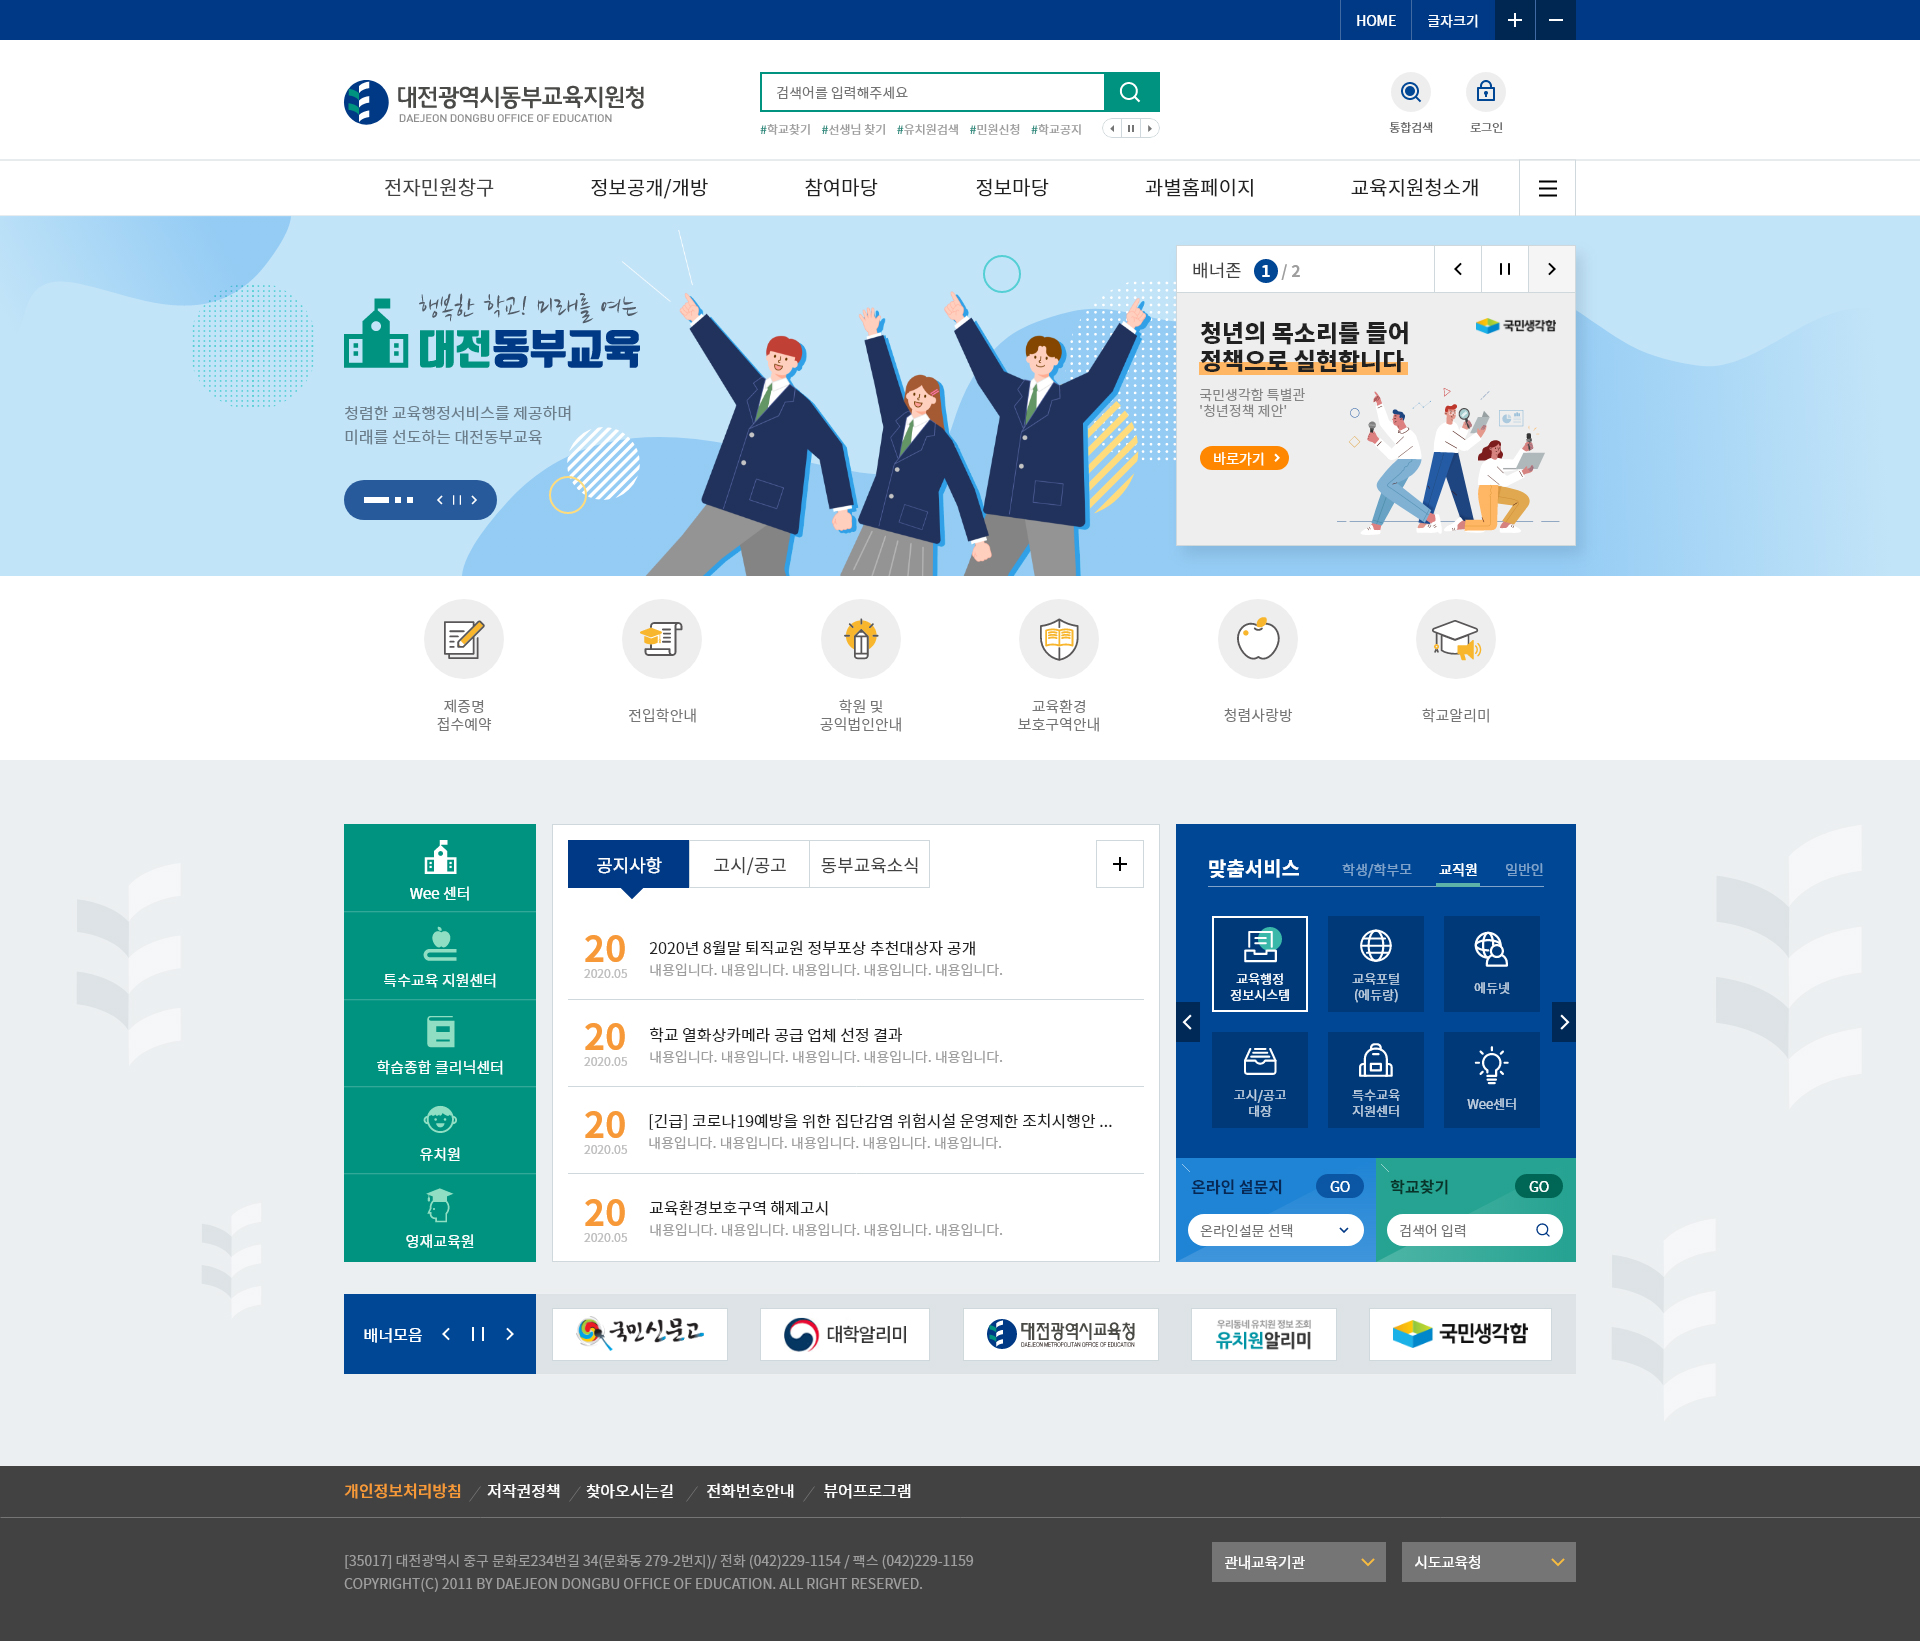 HOME 글자크기
대전광역시동부교육지원청
DAEJEON DONGBU OFFICE OF EDUCATION
검색어를 입력해주세요
#학교찾기 #선생님 찾기 #유치원검색 #민원신청 #학교공지
통합검색 로그인
전자민원창구 정보공개/개방 참여마당 정보마당 과별홈페이지 교육지원청소개
행복한 학교! 미래를 여는
대전동부교육
청렴한 교육행정서비스를 제공하며
미래를 선도하는 대전동부교육
배너존 1 / 2
청년의 목소리를 들어
정책으로 실현합니다
국민생각함
국민생각함 특별관
'청년정책 제안'
바로가기
제증명
접수예약
전입학안내
학원 및
공익법인안내
교육환경
보호구역안내
청렴사랑방
학교알리미
Wee 센터
특수교육 지원센터
학습종합 클리닉센터
유치원
영재교육원
공지사항 고시/공고 동부교육소식
20
2020.05
2020년 8월말 퇴직교원 정부포상 추천대상자 공개
내용입니다. 내용입니다. 내용입니다. 내용입니다. 내용입니다.
20
2020.05
학교 열화상카메라 공급 업체 선정 결과
내용입니다. 내용입니다. 내용입니다. 내용입니다. 내용입니다.
20
2020.05
[긴급] 코로나19예방을 위한 집단감염 위험시설 운영제한 조치시행안 ...
내용입니다. 내용입니다. 내용입니다. 내용입니다. 내용입니다.
20
2020.05
교육환경보호구역 해제고시
내용입니다. 내용입니다. 내용입니다. 내용입니다. 내용입니다.
맞춤서비스 학생/학부모 교직원 일반인
교육행정
정보시스템
교육포털
(에듀랑)
에듀넷
고시/공고
대장
특수교육
지원센터
Wee센터
온라인 설문지 GO
온라인설문 선택
학교찾기 GO
검색어 입력
배너모음
국민신문고
대학알리미
대전광역시교육청
DAEJEON METROPOLITAN OFFICE OF EDUCATION
우리동네 유치원 정보 조회
유치원알리미
국민생각함
개인정보처리방침 / 저작권정책 / 찾아오시는길 / 전화번호안내 / 뷰어프로그램
[35017] 대전광역시 중구 문화로234번길 34(문화동 279-2번지)/ 전화 (042)229-1154 / 팩스 (042)229-1159
COPYRIGHT(C) 2011 BY DAEJEON DONGBU OFFICE OF EDUCATION. ALL RIGHT RESERVED.
관내교육기관 시도교육청